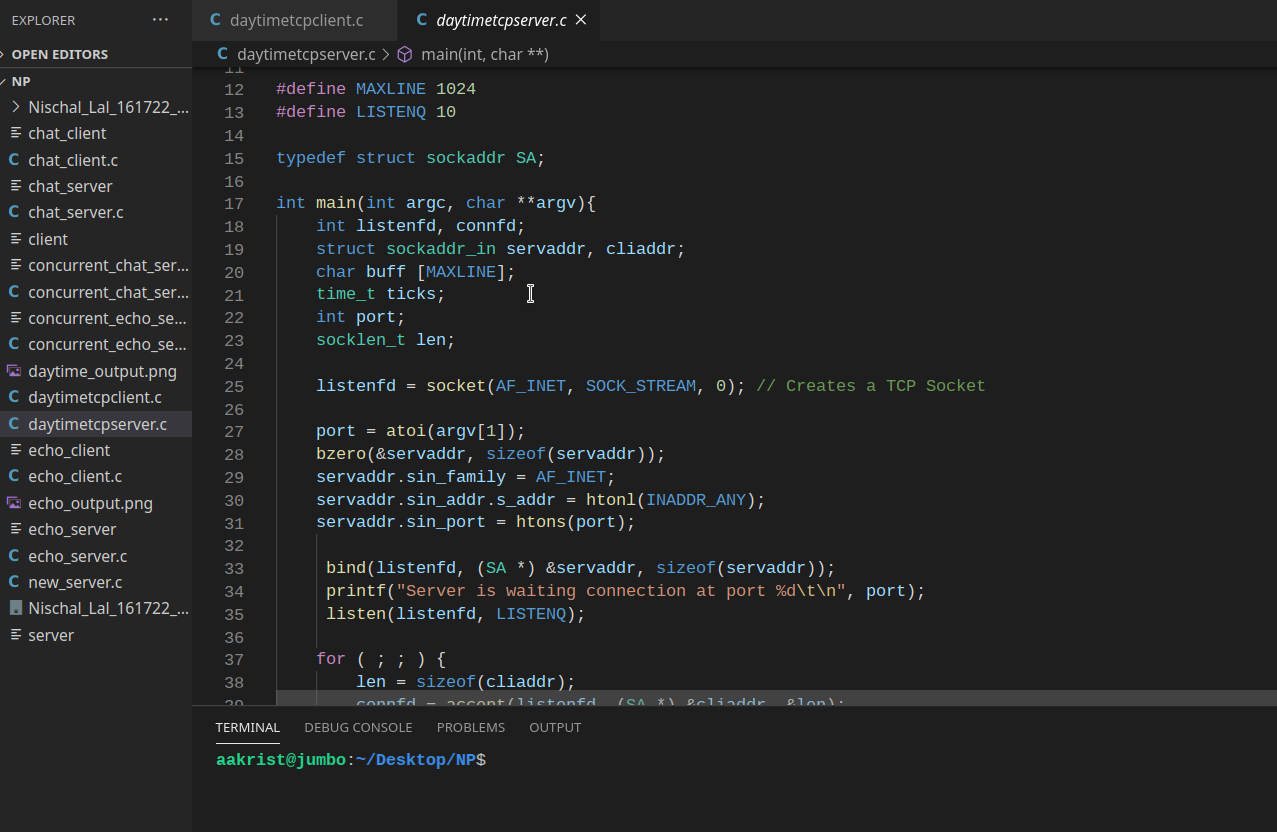 EXPLORER ···
OPEN EDITORS
NP
Nischal_Lal_161722_...
chat_client
chat_client.c
chat_server
chat_server.c
client
concurrent_chat_ser...
concurrent_chat_ser...
concurrent_echo_se...
concurrent_echo_se...
daytime_output.png
daytimetcpclient.c
daytimetcpserver.c
echo_client
echo_client.c
echo_output.png
echo_server
echo_server.c
new_server.c
Nischal_Lal_161722_...
server
daytimetcpclient.c daytimetcpserver.c
daytimetcpserver.c > main(int, char **)
11
12 #define MAXLINE 1024
13 #define LISTENQ 10
14
15 typedef struct sockaddr SA;
16
17 int main(int argc, char **argv){
18 int listenfd, connfd;
19 struct sockaddr_in servaddr, cliaddr;
20 char buff [MAXLINE];
21 time_t ticks;
22 int port;
23 socklen_t len;
24
25 listenfd = socket(AF_INET, SOCK_STREAM, 0); // Creates a TCP Socket
26
27 port = atoi(argv[1]);
28 bzero(&servaddr, sizeof(servaddr));
29 servaddr.sin_family = AF_INET;
30 servaddr.sin_addr.s_addr = htonl(INADDR_ANY);
31 servaddr.sin_port = htons(port);
32
33 bind(listenfd, (SA *) &servaddr, sizeof(servaddr));
34 printf("Server is waiting connection at port %d\t\n", port);
35 listen(listenfd, LISTENQ);
36
37 for ( ; ; ) {
38 len = sizeof(cliaddr);
39 connfd = accept(listenfd, (SA *) &cliaddr, &len);
TERMINAL DEBUG CONSOLE PROBLEMS OUTPUT
aakrist@jumbo:~/Desktop/NP$